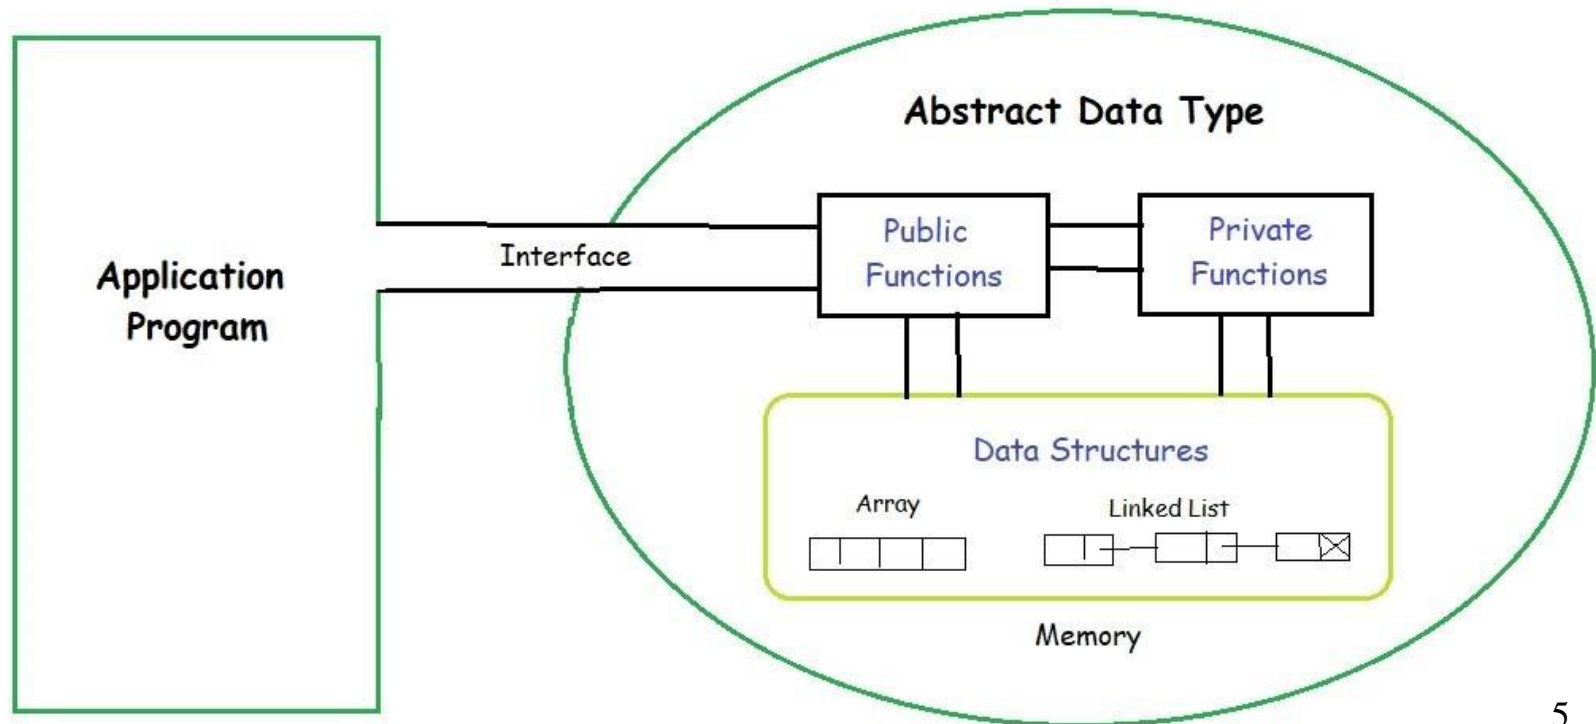 Abstract Data Type
Application
Program
Interface
Public
Functions
Private
Functions
Data Structures
Array
Linked List
Memory
5